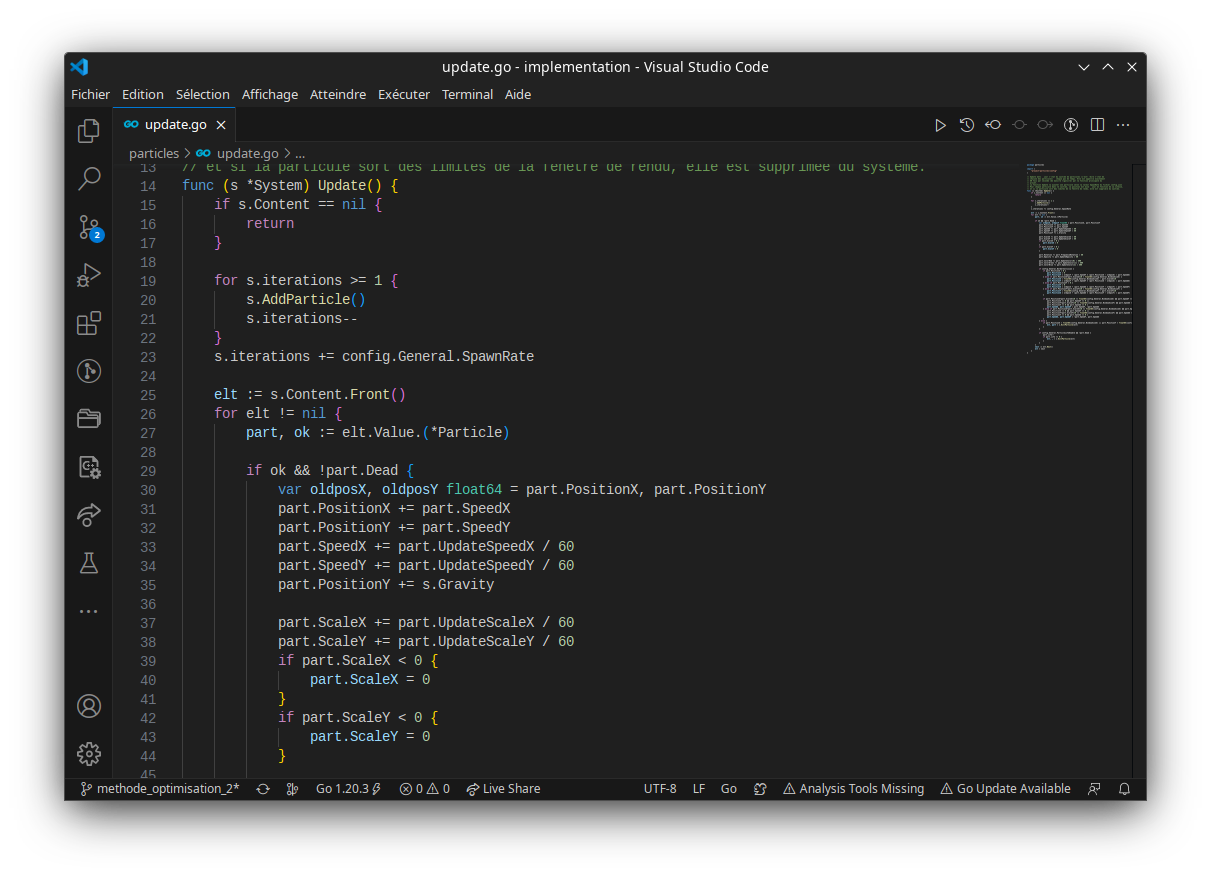 update.go - implementation - Visual Studio Code
Fichier Edition Sélection Affichage Atteindre Exécuter Terminal Aide
update.go
particles > update.go > ...
13 // et si la particule sort des limites de la fenêtre de rendu, elle est supprimée du système.
14 func (s *System) Update() {
15 if s.Content == nil {
16 return
17 }
18
19 for s.iterations >= 1 {
20 s.AddParticle()
21 s.iterations--
22 }
23 s.iterations += config.General.SpawnRate
24
25 elt := s.Content.Front()
26 for elt != nil {
27 part, ok := elt.Value.(*Particle)
28
29 if ok && !part.Dead {
30 var oldposX, oldposY float64 = part.PositionX, part.PositionY
31 part.PositionX += part.SpeedX
32 part.PositionY += part.SpeedY
33 part.SpeedX += part.UpdateSpeedX / 60
34 part.SpeedY += part.UpdateSpeedY / 60
35 part.PositionY += s.Gravity
36
37 part.ScaleX += part.UpdateScaleX / 60
38 part.ScaleY += part.UpdateScaleY / 60
39 if part.ScaleX < 0 {
40 part.ScaleX = 0
41 }
42 if part.ScaleY < 0 {
43 part.ScaleY = 0
44 }
45
2
methode_optimisation_2* Go 1.20.3 0 0 Live Share UTF-8 LF Go Analysis Tools Missing Go Update Available